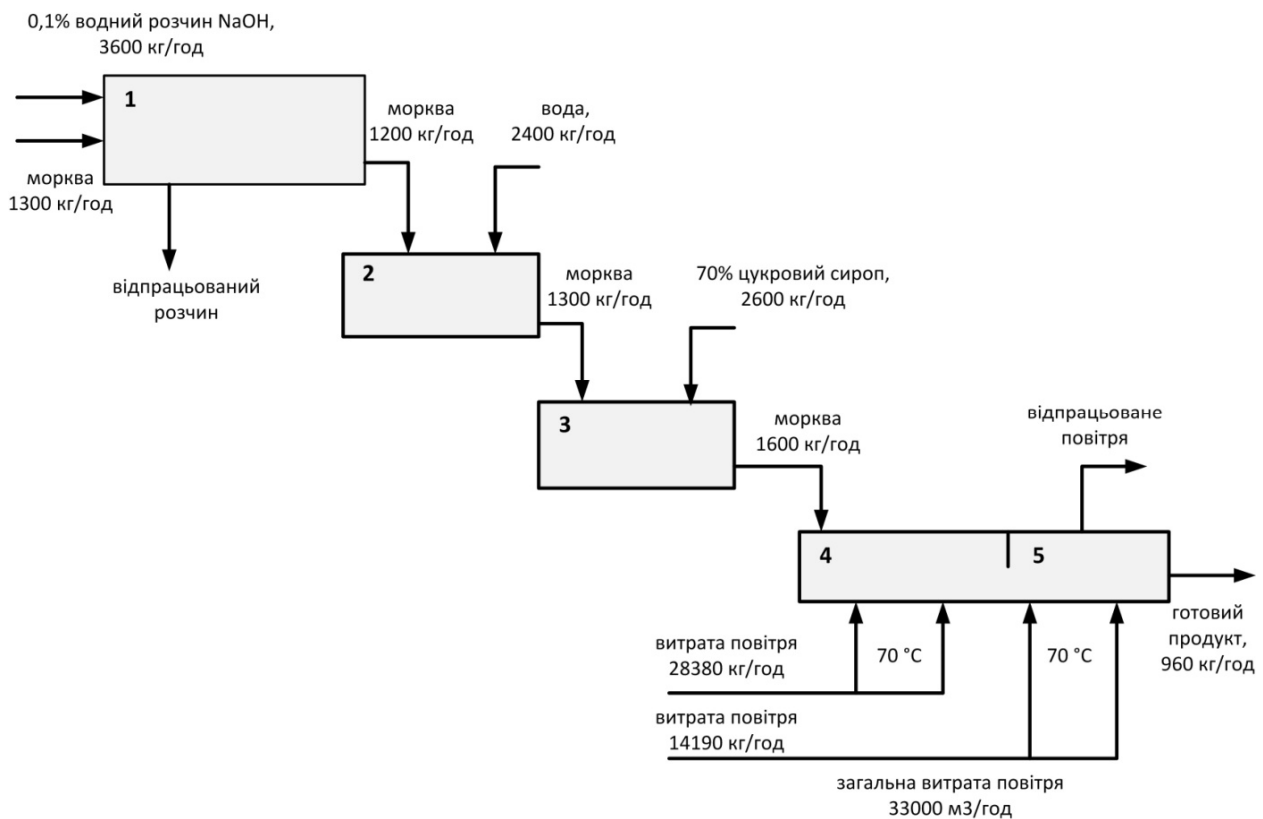 0,1% водний розчин NaOH,
3600 кг/год
1
морква
1300 кг/год
відпрацьований
розчин
морква
1200 кг/год
вода,
2400 кг/год
2
морква
1300 кг/год
70% цукровий сироп,
2600 кг/год
3
морква
1600 кг/год
відпрацьоване
повітря
4
5
готовий
продукт,
960 кг/год
витрата повітря
28380 кг/год
70 °C
70 °C
витрата повітря
14190 кг/год
загальна витрата повітря
33000 м3/год